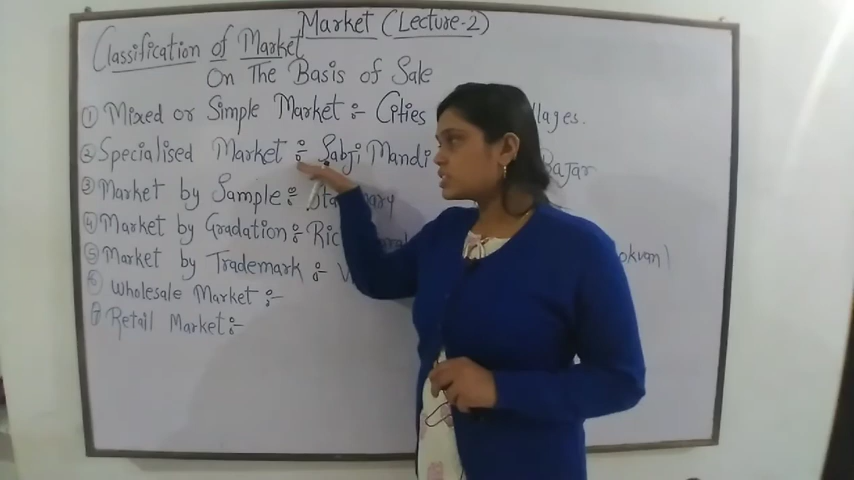 Market (Lecture-2)
Classification of Market
On The Basis of Sale
① Mixed or Simple Market :- Cities llages.
② Specialised Market :- Sabji Mandi Bajar
③ Market by Sample :-
④ Market by Gradation :-
⑤ Market by Trademark :- okvan)
⑥ Wholesale Market :-
⑦ Retail Market :-